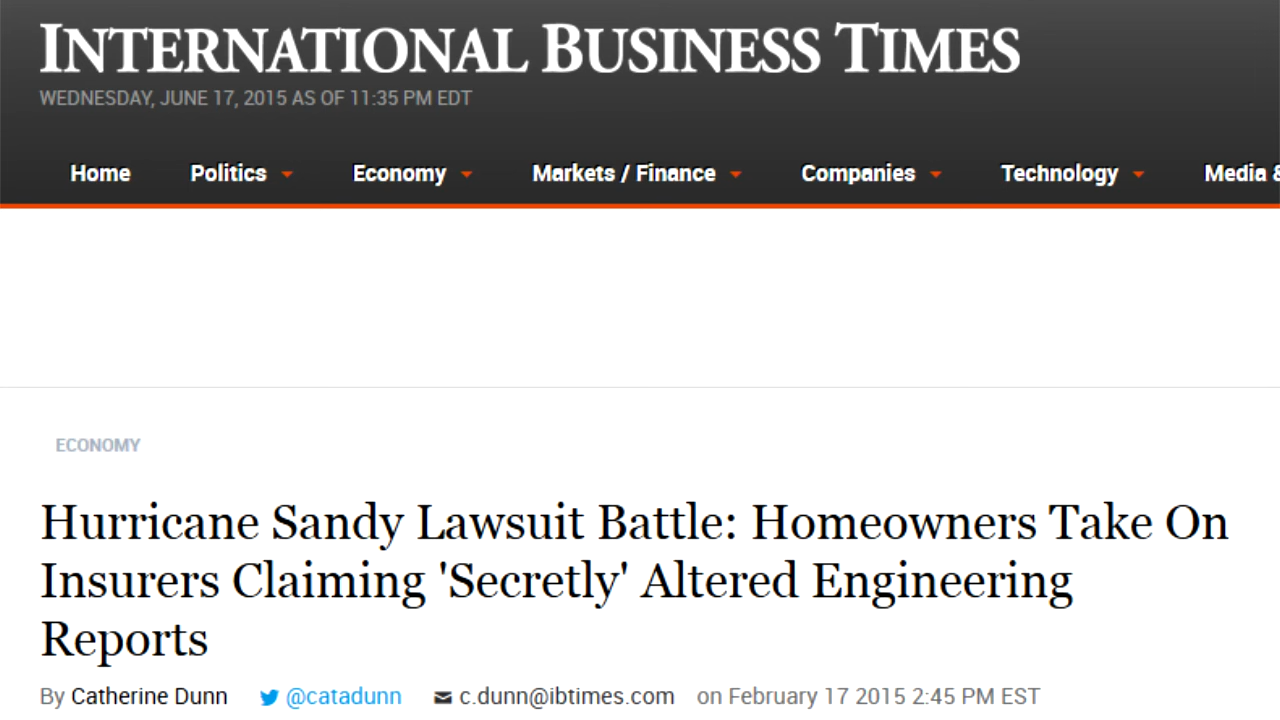 INTERNATIONAL BUSINESS TIMES
WEDNESDAY, JUNE 17, 2015 AS OF 11:35 PM EDT
Home Politics Economy Markets / Finance Companies Technology Media &
ECONOMY
Hurricane Sandy Lawsuit Battle: Homeowners Take On
Insurers Claiming 'Secretly' Altered Engineering
Reports
By Catherine Dunn @catadunn c.dunn@ibtimes.com on February 17 2015 2:45 PM EST